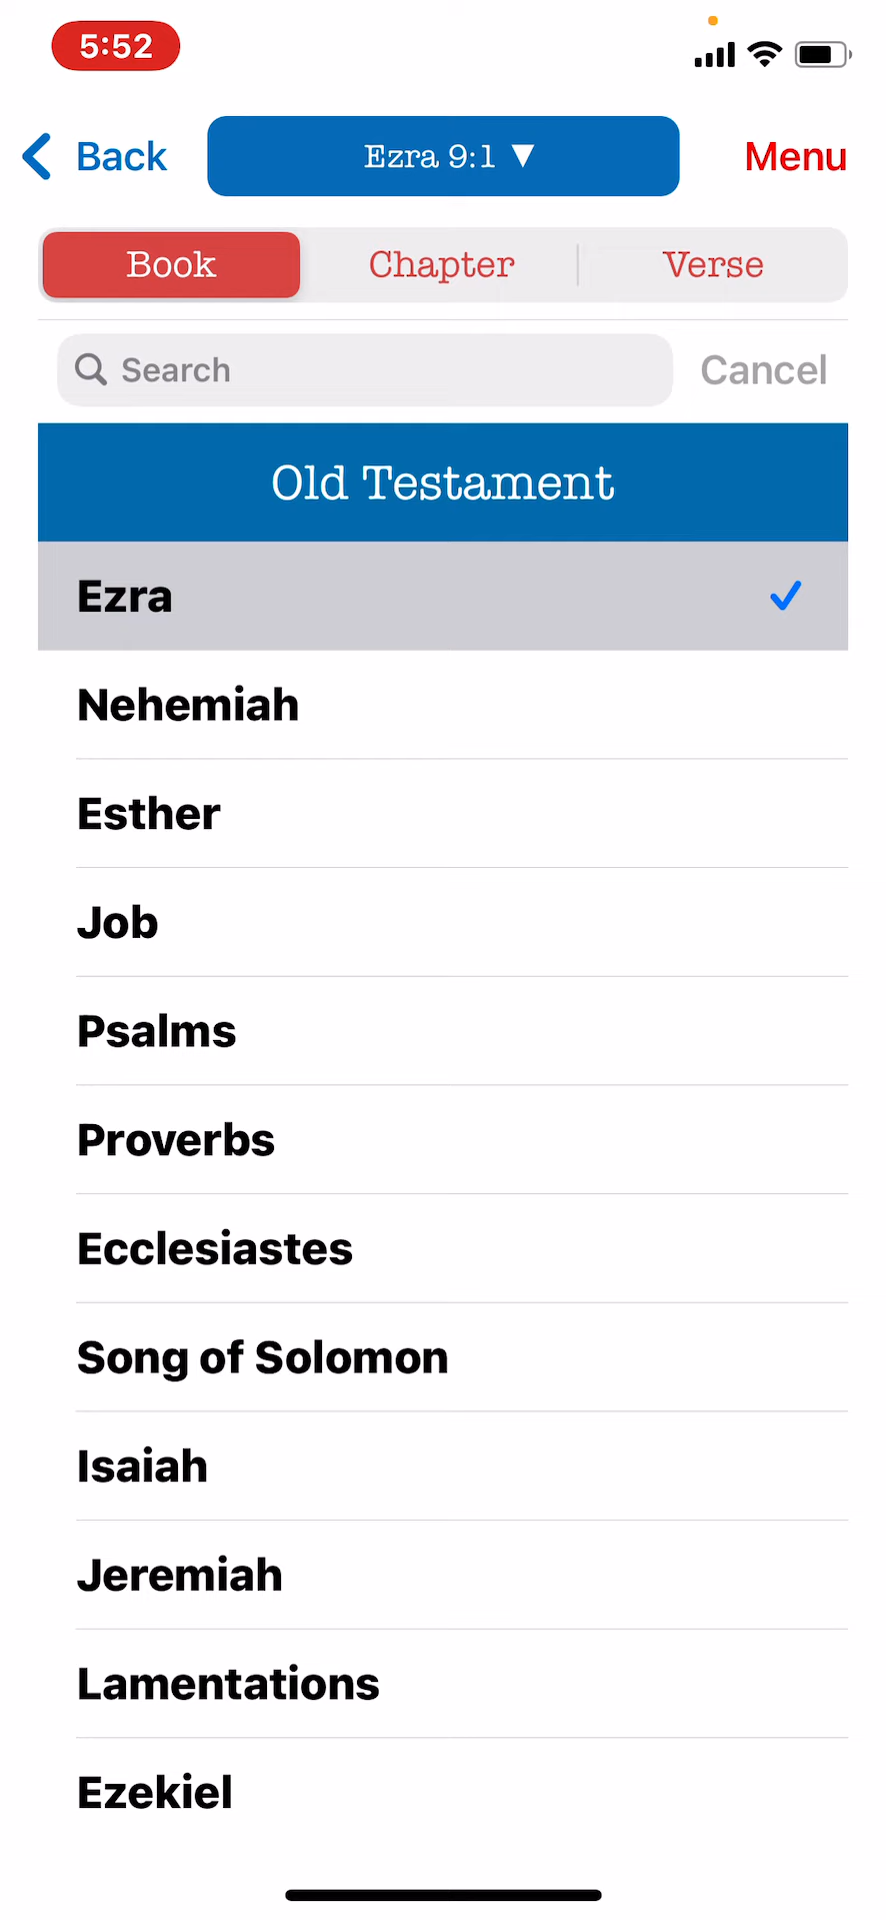 5:52
Back
Ezra 9:1 ▼
Menu
Book
Chapter
Verse
Search
Cancel
Old Testament
Ezra
Nehemiah
Esther
Job
Psalms
Proverbs
Ecclesiastes
Song of Solomon
Isaiah
Jeremiah
Lamentations
Ezekiel